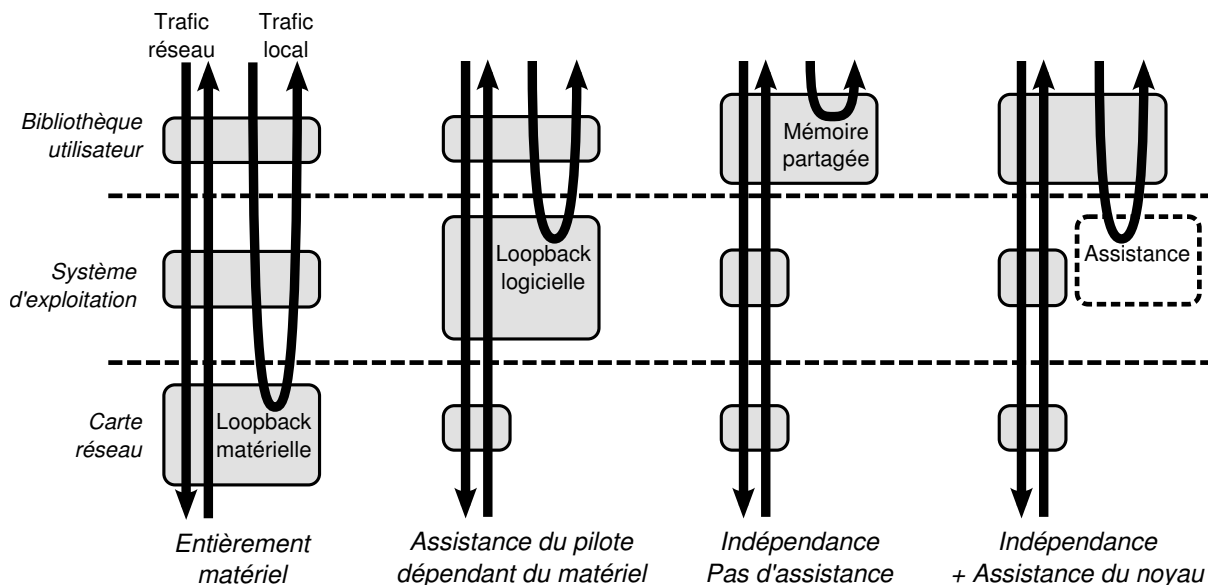 Trafic
réseau
Trafic
local
Bibliothèque
utilisateur
Mémoire
partagée
Système
d'exploitation
Loopback
logicielle
Assistance
Carte
réseau
Loopback
matérielle
Entièrement
matériel
Assistance du pilote
dépendant du matériel
Indépendance
Pas d'assistance
Indépendance
+ Assistance du noyau